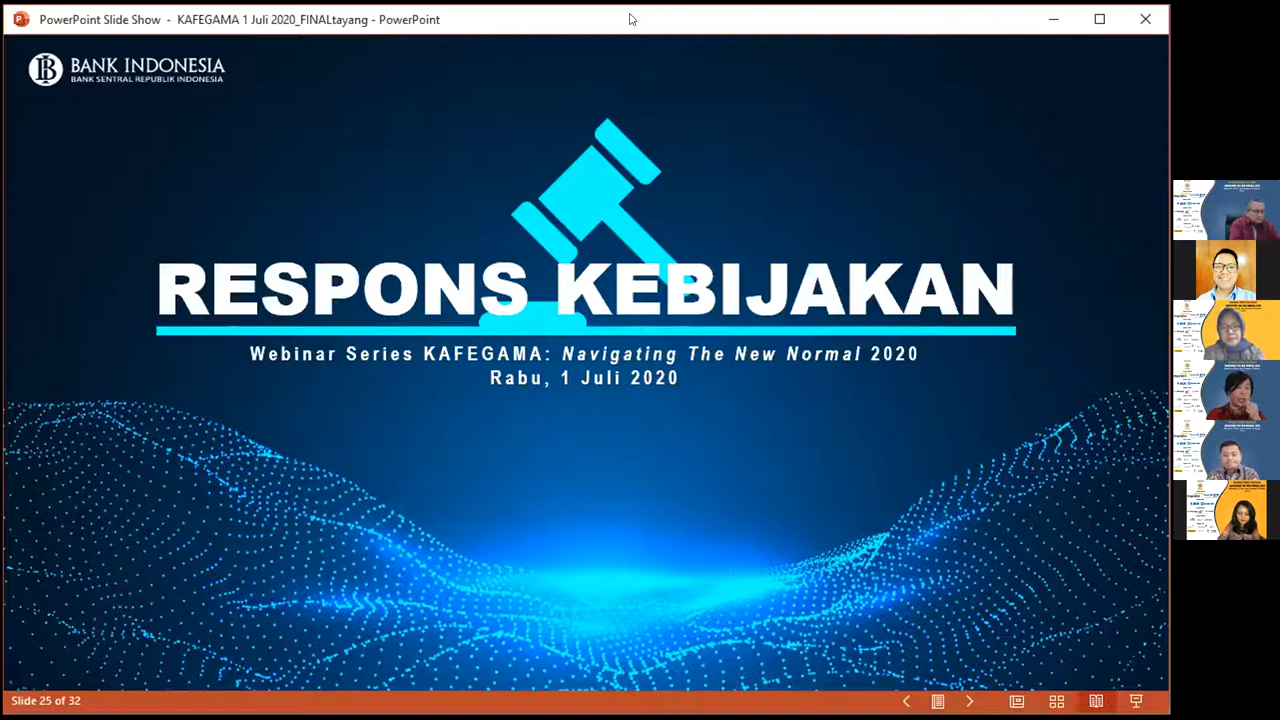 PowerPoint Slide Show - KAFEGAMA 1 Juli 2020_FINALtayang - PowerPoint
BANK INDONESIA
BANK SENTRAL REPUBLIK INDONESIA
RESPONS KEBIJAKAN
Webinar Series KAFEGAMA: Navigating The New Normal 2020
Rabu, 1 Juli 2020
Slide 25 of 32